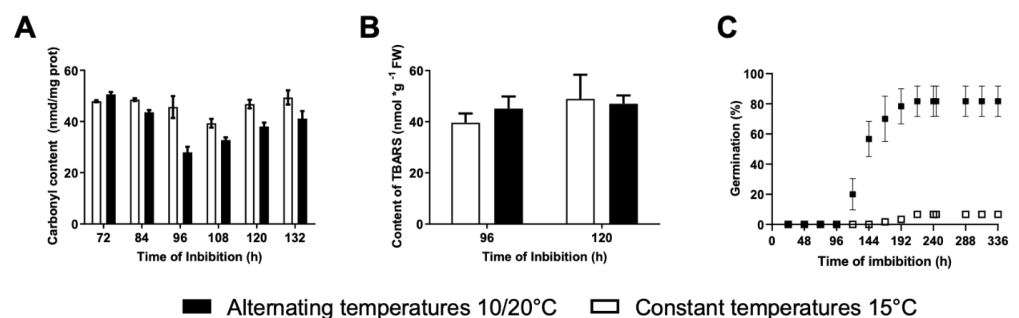 A
B
C
Carbonyl content (nmd/mg prot)
60
40
20
0
72 84 96 108 120 132
Time of Inbibition (h)
Content of TBARS (nmol *g -1 FW)
60
40
20
0
96 120
Time of Inbibition (h)
Germination (%)
100
80
60
40
20
0
0 48 96 144 192 240 288 336
Time of imbibition (h)
Alternating temperatures 10/20°C
Constant temperatures 15°C